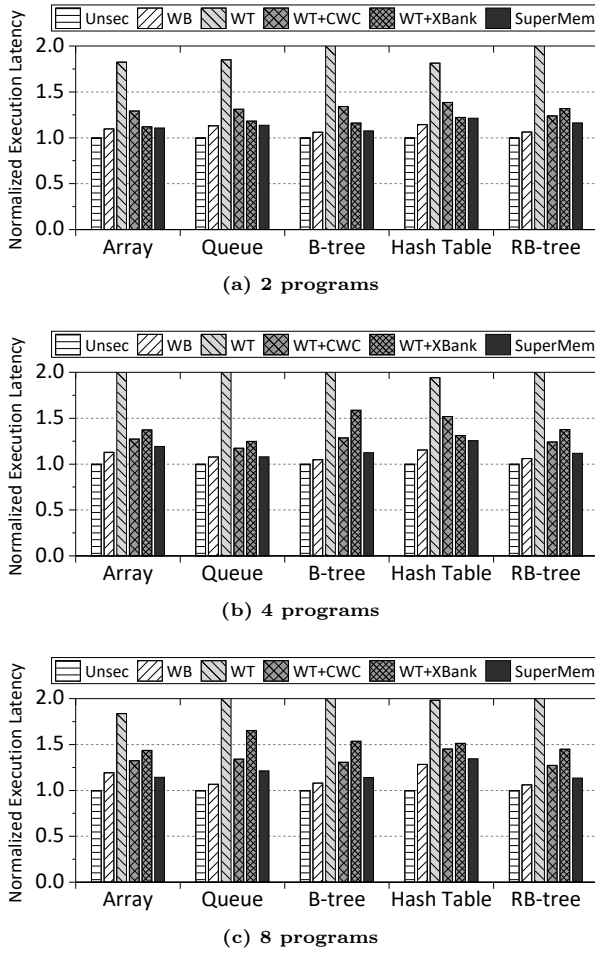 Unsec WB WT WT+CWC WT+XBank SuperMem
Normalized Execution Latency
2.0
1.5
1.0
0.5
0.0
Array Queue B-tree Hash Table RB-tree
(a) 2 programs
Unsec WB WT WT+CWC WT+XBank SuperMem
Normalized Execution Latency
2.0
1.5
1.0
0.5
0.0
Array Queue B-tree Hash Table RB-tree
(b) 4 programs
Unsec WB WT WT+CWC WT+XBank SuperMem
Normalized Execution Latency
2.0
1.5
1.0
0.5
0.0
Array Queue B-tree Hash Table RB-tree
(c) 8 programs